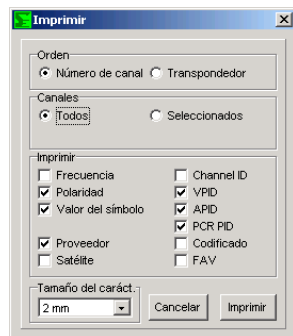 Imprimir
Orden
Número de canal Transpondedor
Canales
Todos Seleccionados
Imprimir
Frecuencia Channel ID
Polaridad VPID
Valor del símbolo APID
PCR PID
Proveedor Codificado
Satélite FAV
Tamaño del caráct.
2 mm Cancelar Imprimir